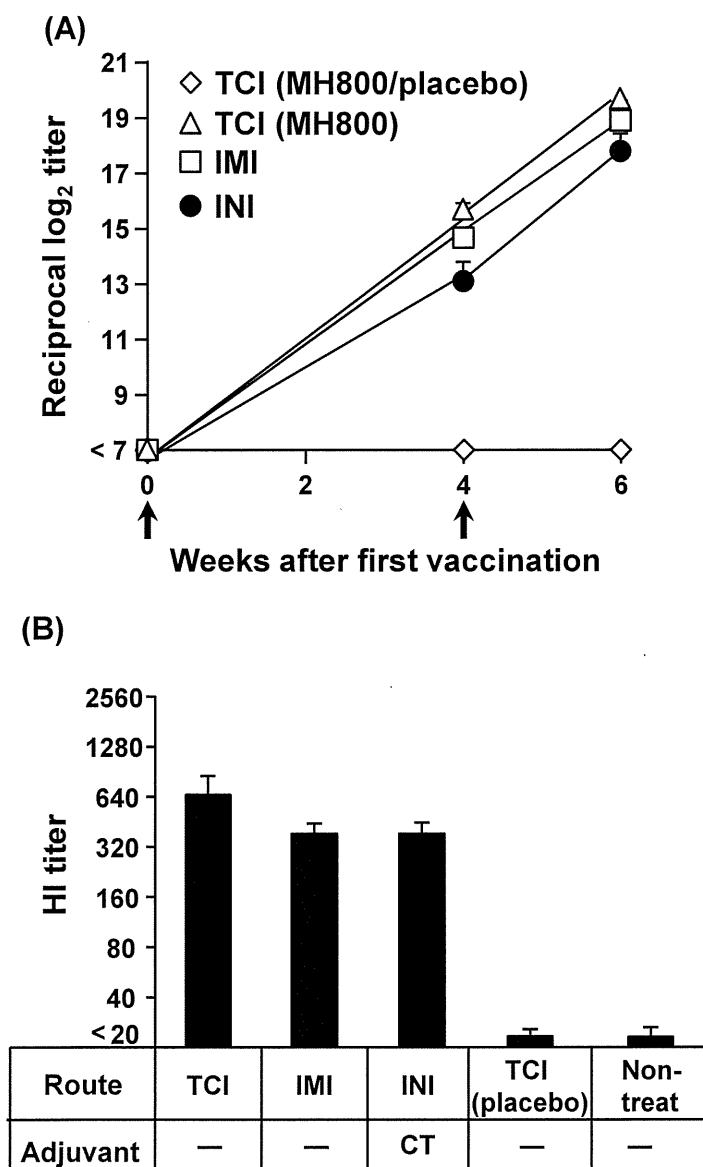 (A)
21
19
17
15
13
11
9
< 7
Reciprocal log2 titer
TCI (MH800/placebo)
TCI (MH800)
IMI
INI
0 2 4 6
Weeks after first vaccination
(B)
2560
1280
640
320
160
80
40
< 20
HI titer
Route TCI IMI INI TCI (placebo) Non-treat
Adjuvant — — CT — —